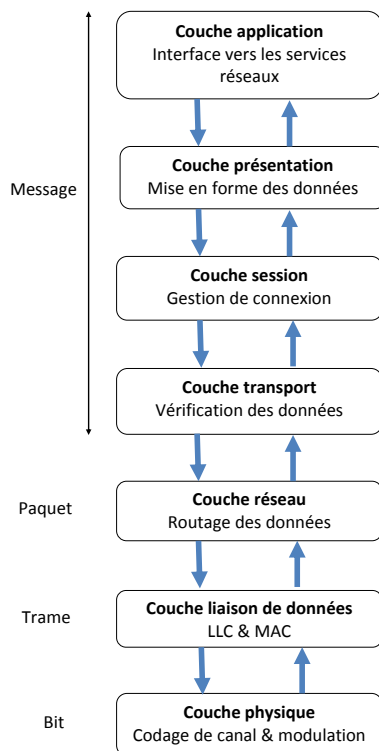 Couche application
Interface vers les services
réseaux
Couche présentation
Mise en forme des données
Message
Couche session
Gestion de connexion
Couche transport
Vérification des données
Paquet
Couche réseau
Routage des données
Trame
Couche liaison de données
LLC & MAC
Bit
Couche physique
Codage de canal & modulation